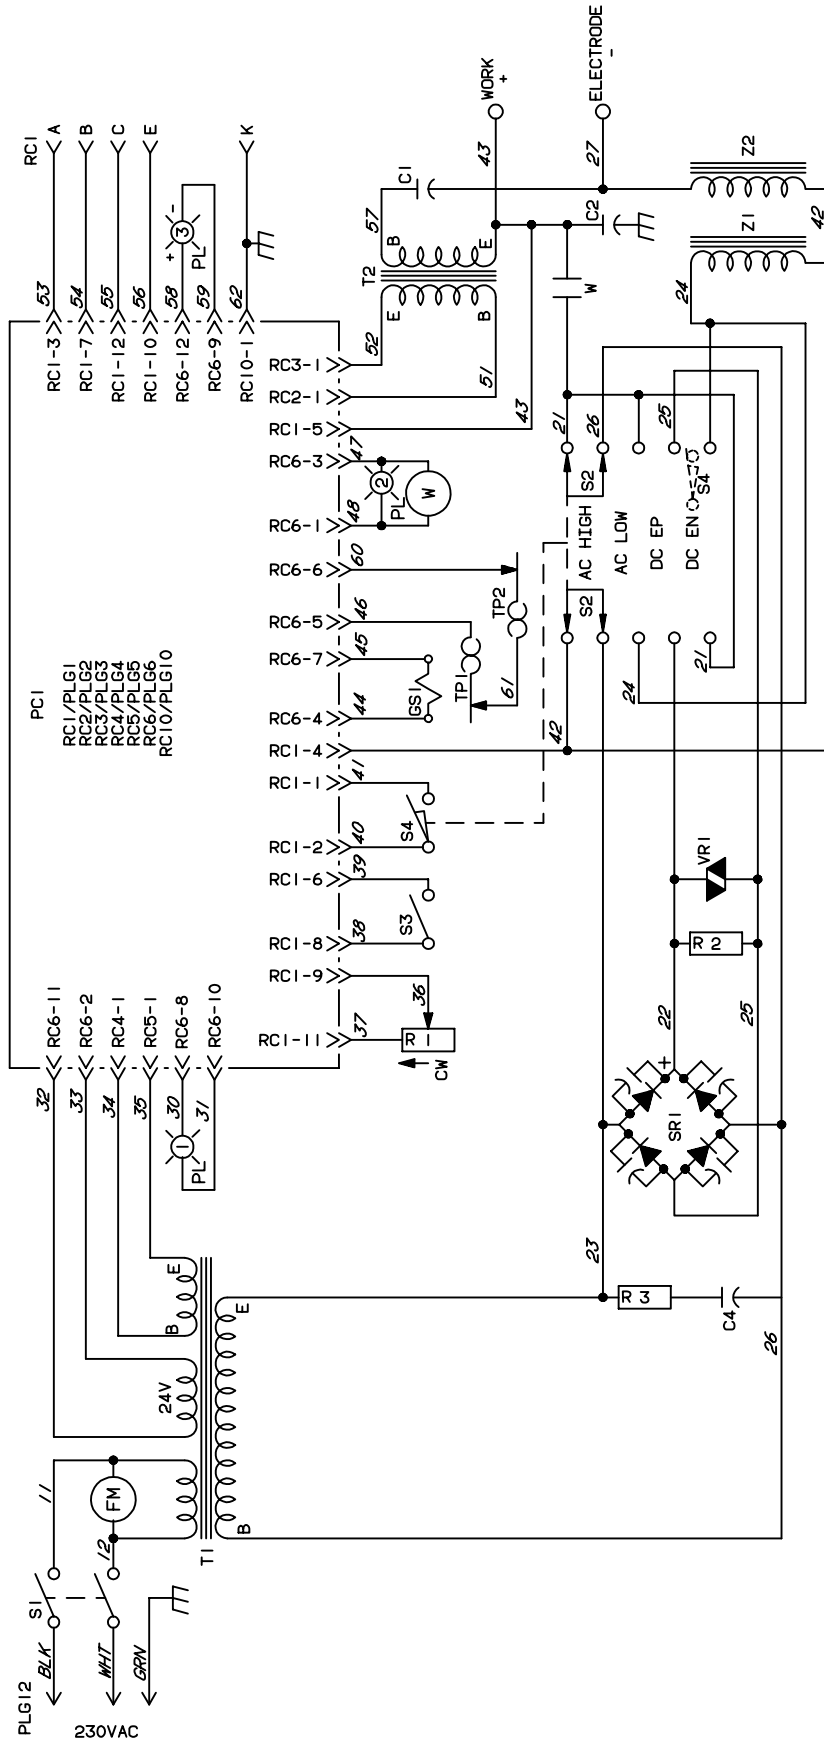 RC1
A
B
C
E
K
53
54
55
56
58
59
62
+
3
-
PL
RC1-3
RC1-7
RC1-12
RC1-10
RC6-12
RC6-9
RC10-1
PC1
RC1/PLG1
RC2/PLG2
RC3/PLG3
RC4/PLG4
RC5/PLG5
RC6/PLG6
RC10/PLG10
RC6-11
RC6-2
RC4-1
RC5-1
RC6-8
RC6-10
32
33
34
35
30
31
1
PL
RC3-1
RC2-1
RC1-5
RC6-3
RC6-1
RC6-6
RC6-5
RC6-7
RC6-4
RC1-4
RC1-1
RC1-2
RC1-6
RC1-8
RC1-9
RC1-11
52
51
43
47
48
60
46
45
44
42
41
40
39
38
36
37
T2
B
E
E
B
57
C1
43
WORK
+
27
ELECTRODE
-
C2
W
2
PL
W
TP2
TP1
61
GS1
S4
S3
R1
CW
Z1
Z2
24
42
21
26
25
S2
S2
AC HIGH
AC LOW
DC EP
DC EN
S4
24
21
VR1
R2
22
25
+
SR1
23
R3
C4
26
E
B
24V
E
B
T1
FM
11
12
S1
BLK
WHT
GRN
PLG12
230VAC